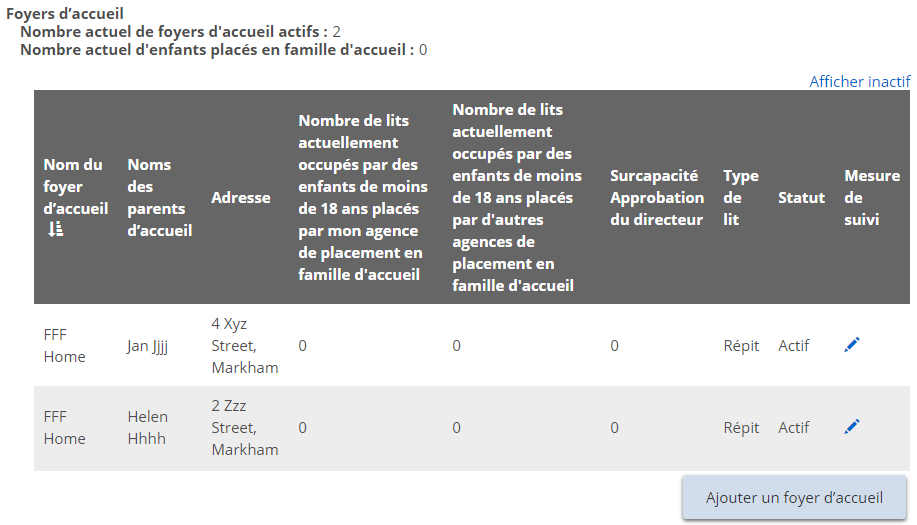 Foyers d’accueil
Nombre actuel de foyers d'accueil actifs : 2
Nombre actuel d'enfants placés en famille d'accueil : 0
Afficher inactif
Nom du
foyer
d’accueil
Noms
des
parents
d’accueil
Adresse
Nombre de lits
actuellement
occupés par des
enfants de moins
de 18 ans placés
par mon agence
de placement en
famille d'accueil
Nombre de lits
actuellement
occupés par des
enfants de moins
de 18 ans placés
par d'autres
agences de
placement en
famille d'accueil
Surcapacité
Approbation
du directeur
Type
de
lit
Statut
Mesure
de
suivi
FFF
Home
Jan Jjjj
4 Xyz
Street,
Markham
0
0
0
Répit
Actif
FFF
Home
Helen
Hhhh
2 Zzz
Street,
Markham
0
0
0
Répit
Actif
Ajouter un foyer d’accueil